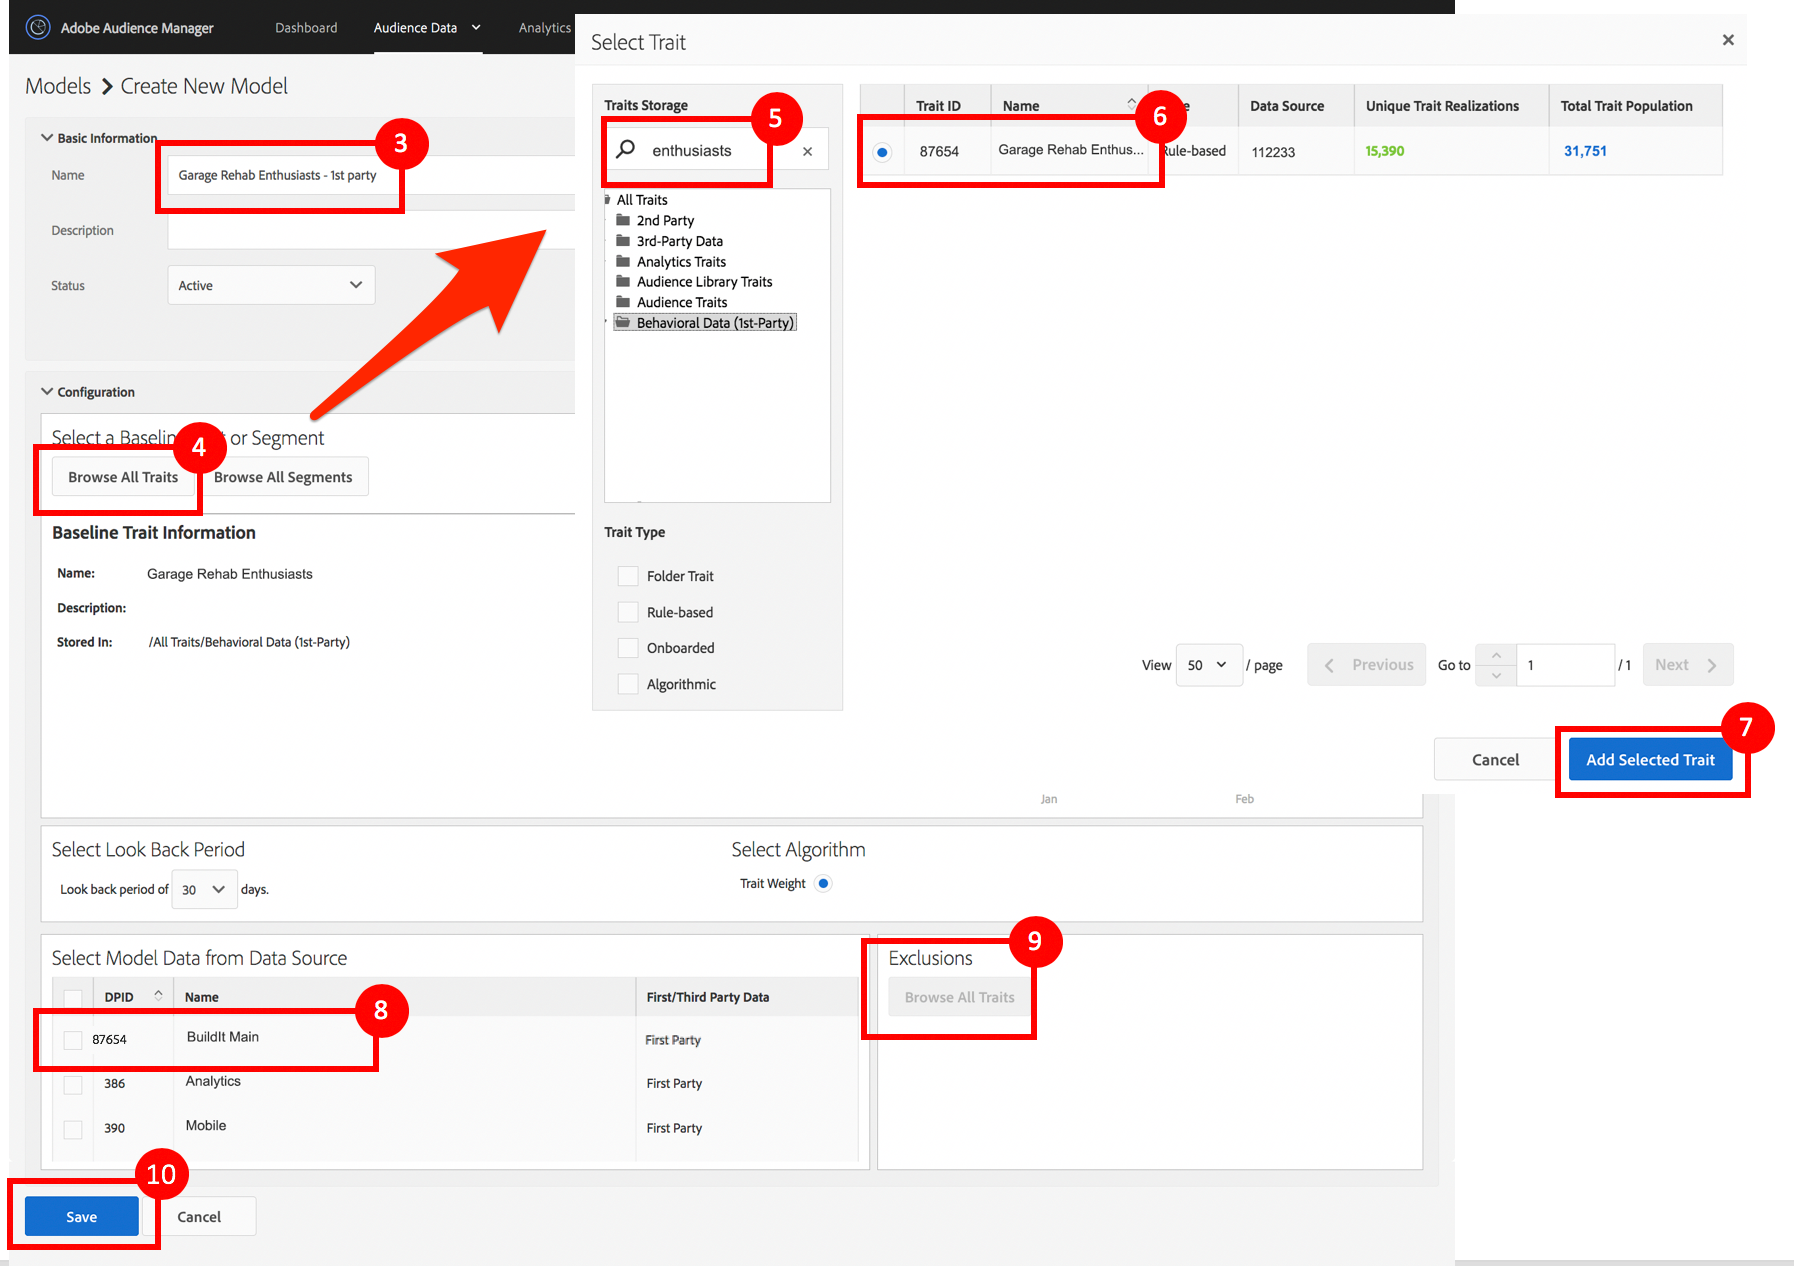 Adobe Audience Manager
Dashboard
Audience Data
Analytics
Models
Create New Model
Basic Information
3
Name
Garage Rehab Enthusiasts - 1st party
Description
Status
Active
Configuration
Select a Baselin
or Segment
4
Browse All Traits
Browse All Segments
Baseline Trait Information
Name:
Garage Rehab Enthusiasts
Description:
Stored In:
/All Traits/Behavioral Data (1st-Party)
Select Trait
Traits Storage
5
enthusiasts
All Traits
2nd Party
3rd-Party Data
Analytics Traits
Audience Library Traits
Audience Traits
Behavioral Data (1st-Party)
Trait Type
Folder Trait
Rule-based
Onboarded
Algorithmic
Trait ID
Name
6
Data Source
Unique Trait Realizations
Total Trait Population
87654
Garage Rehab Enthus...
Rule-based
112233
15,390
31,751
View
50
/ page
Previous
Go to
1
/ 1
Next
7
Cancel
Add Selected Trait
Jan
Feb
Select Look Back Period
Look back period of
30
days.
Select Algorithm
Trait Weight
Select Model Data from Data Source
DPID
Name
First/Third Party Data
8
87654
BuildIt Main
First Party
386
Analytics
First Party
390
Mobile
First Party
9
Exclusions
Browse All Traits
10
Save
Cancel